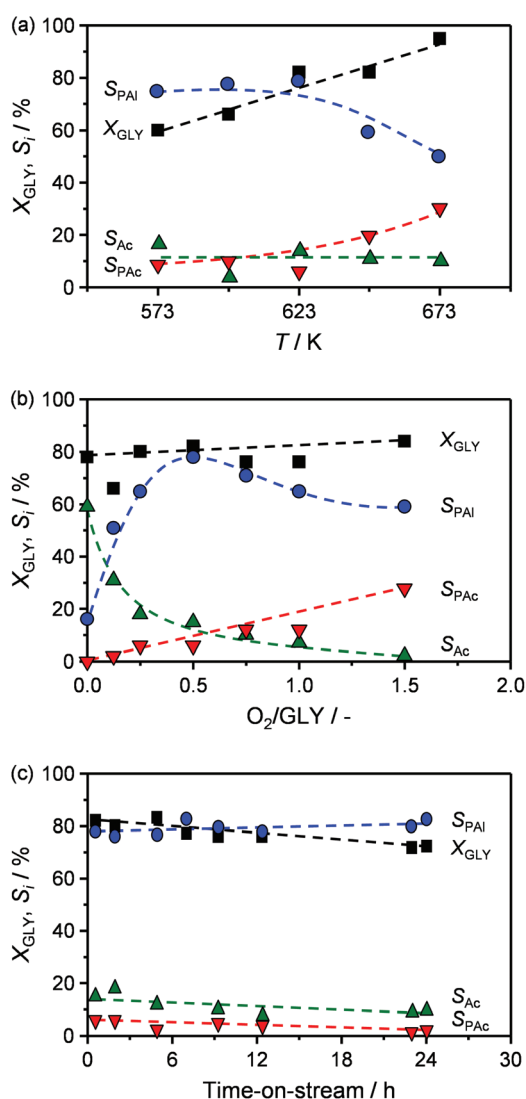 (a)
100
80
60
40
20
0
X_GLY, S_i / %
S_PAl
X_GLY
S_Ac
S_PAc
573
623
673
T / K
(b)
100
80
60
40
20
0
X_GLY, S_i / %
X_GLY
S_PAl
S_PAc
S_Ac
0.0
0.5
1.0
1.5
2.0
O₂/GLY / -
(c)
100
80
60
40
20
0
X_GLY, S_i / %
S_PAl
X_GLY
S_Ac
S_PAc
0
6
12
18
24
30
Time-on-stream / h